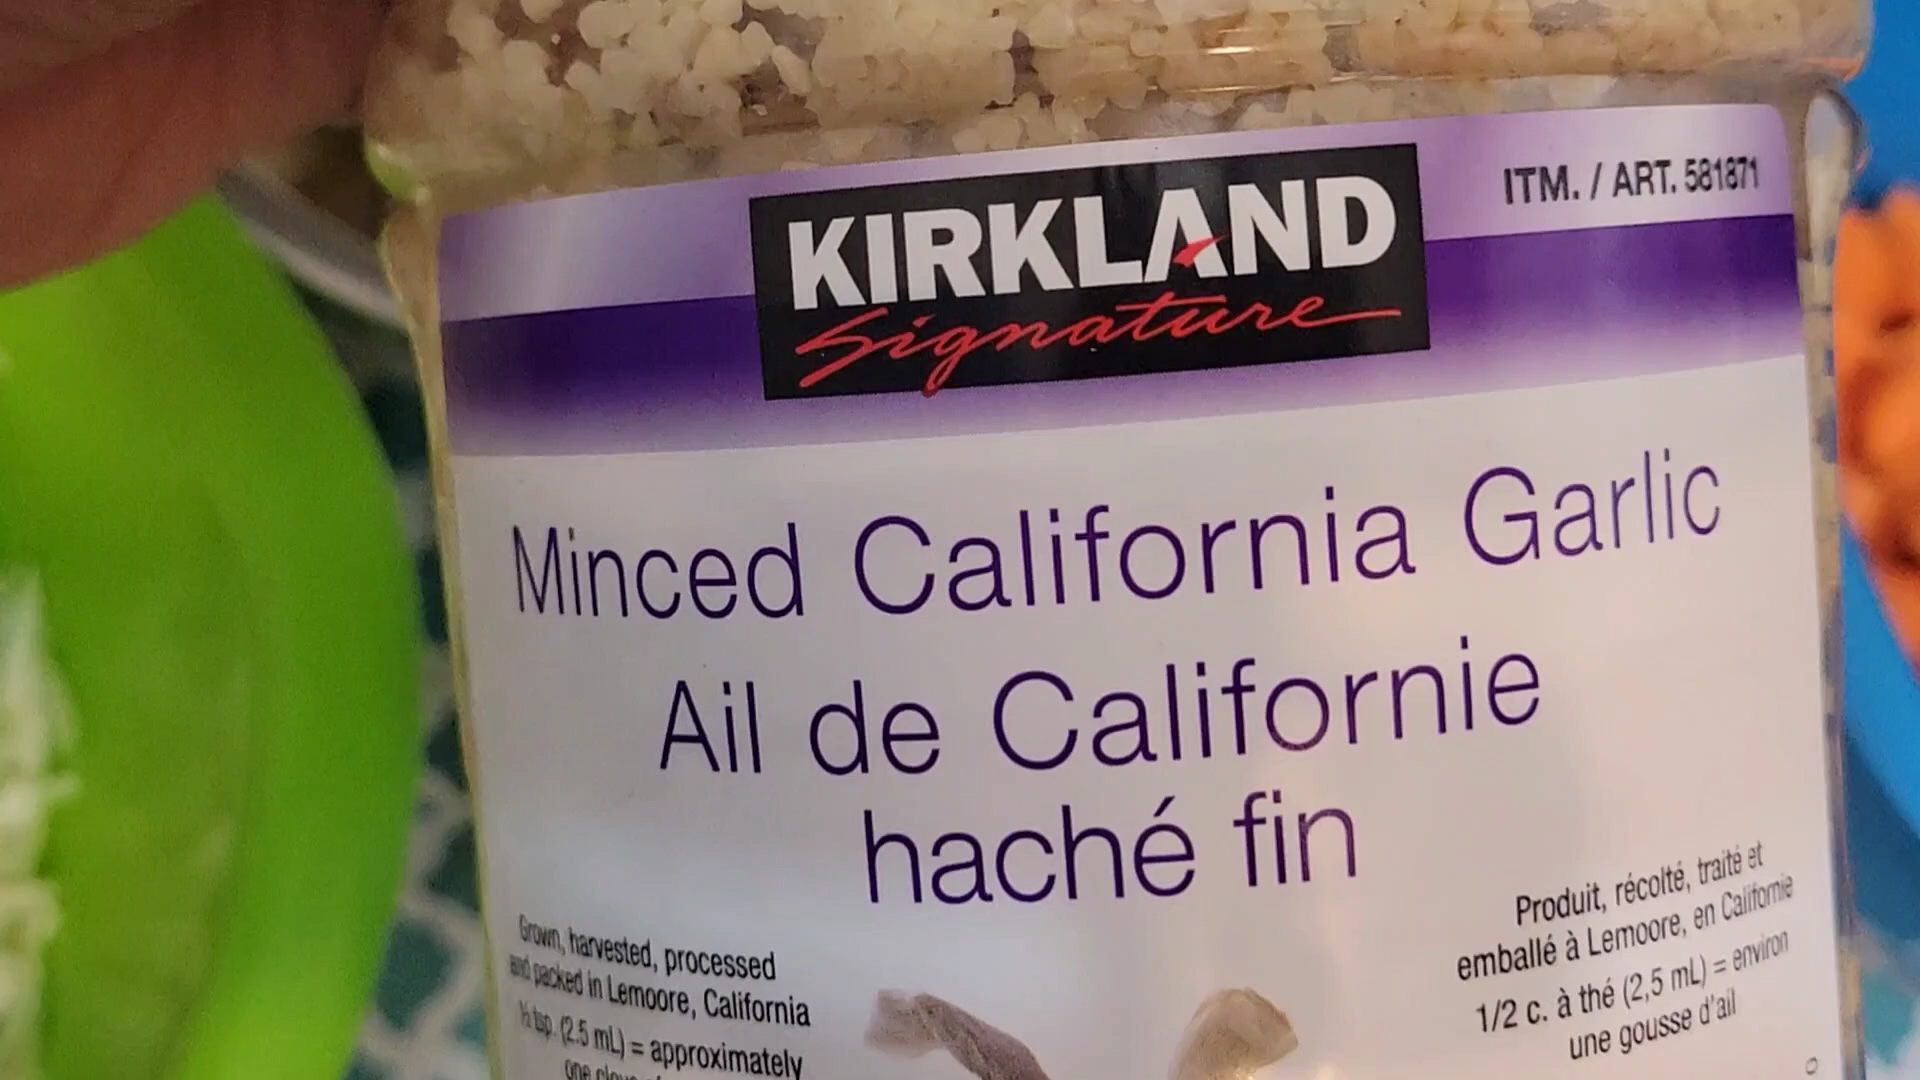 KIRKLAND
Signature
ITM. / ART. 581871
Minced California Garlic
Ail de Californie
haché fin
Grown, harvested, processed
and packed in Lemoore, California
½ tsp. (2.5 mL) = approximately
one
Produit, récolté, traité et
emballé à Lemoore, en Californie
1/2 c. à thé (2,5 mL) = environ
une gousse d'ail